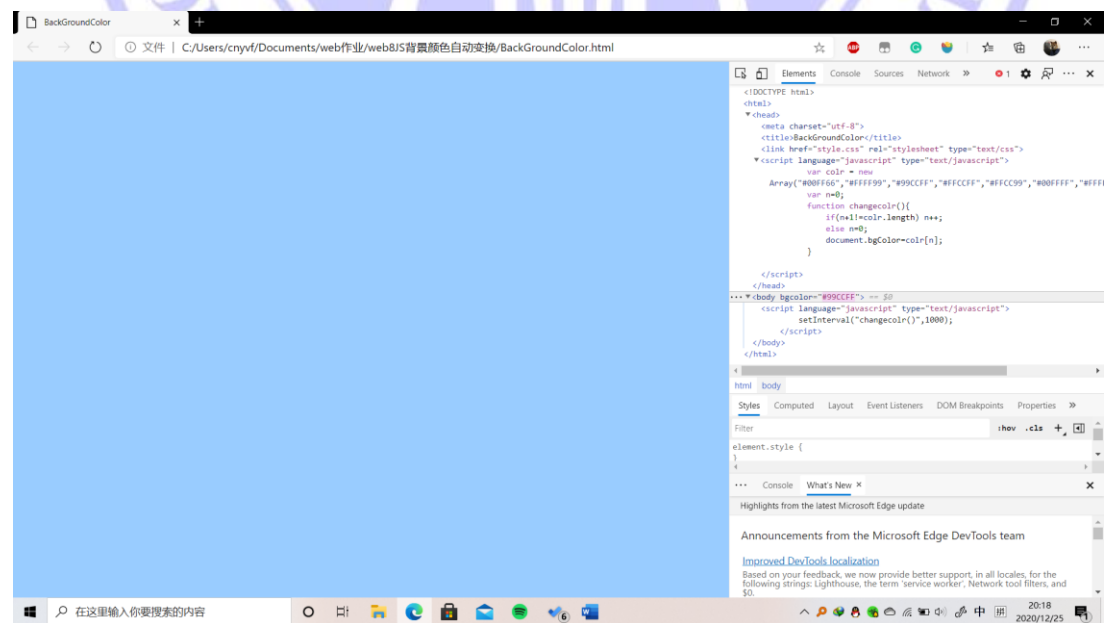 BackGroundColor
文件 | C:/Users/cnyvf/Documents/web作业/web8JS背景颜色自动变换/BackGroundColor.html
ABP
Elements Console Sources Network » 1
<!DOCTYPE html>
<html>
<head>
<meta charset="utf-8">
<title>BackGroundColor</title>
<link href="style.css" rel="stylesheet" type="text/css">
<script language="javascript" type="text/javascript">
var colr = new
Array("#00FF66","#FFFF99","#99CCFF","#FFCCFF","#FFCC99","#00FFFF","#FFF
var n=0;
function changecolr(){
if(n+1!=colr.length) n++;
else n=0;
document.bgColor=colr[n];
}
</script>
</head>
<body bgcolor="#99CCFF"> == $0
<script language="javascript" type="text/javascript">
setInterval("changecolr()",1000);
</script>
</body>
</html>
html body
Styles Computed Layout Event Listeners DOM Breakpoints Properties »
Filter :hov .cls +
element.style {
}
Console What's New ×
Highlights from the latest Microsoft Edge update
Announcements from the Microsoft Edge DevTools team
Improved DevTools localization
Based on your feedback, we now provide better support, in all locales, for the
following strings: Lighthouse, the term 'service worker', Network tool filters, and
$0.
在这里输入你要搜索的内容
6
中 拼
20:18
2020/12/25
1